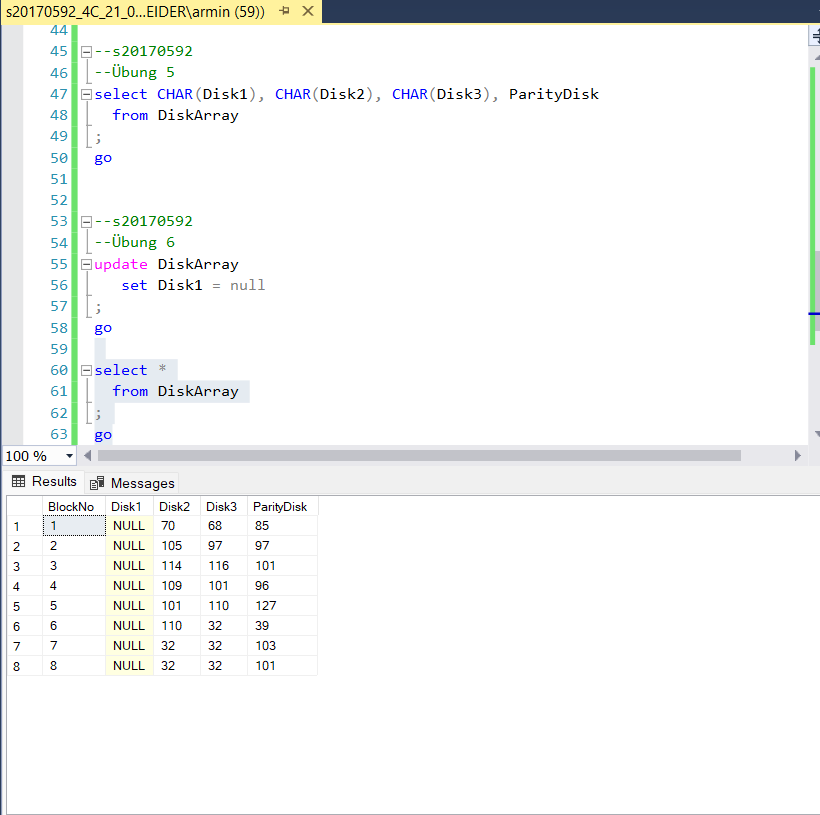 s20170592_4C_21_0...EIDER\armin (59))
44
45 --s20170592
46 --Übung 5
47 select CHAR(Disk1), CHAR(Disk2), CHAR(Disk3), ParityDisk
48 from DiskArray
49 ;
50 go
51
52
53 --s20170592
54 --Übung 6
55 update DiskArray
56 set Disk1 = null
57 ;
58 go
59
60 select *
61 from DiskArray
62 ;
63 go
100 %
Results Messages
BlockNo Disk1 Disk2 Disk3 ParityDisk
1 1 NULL 70 68 85
2 2 NULL 105 97 97
3 3 NULL 114 116 101
4 4 NULL 109 101 96
5 5 NULL 101 110 127
6 6 NULL 110 32 39
7 7 NULL 32 32 103
8 8 NULL 32 32 101